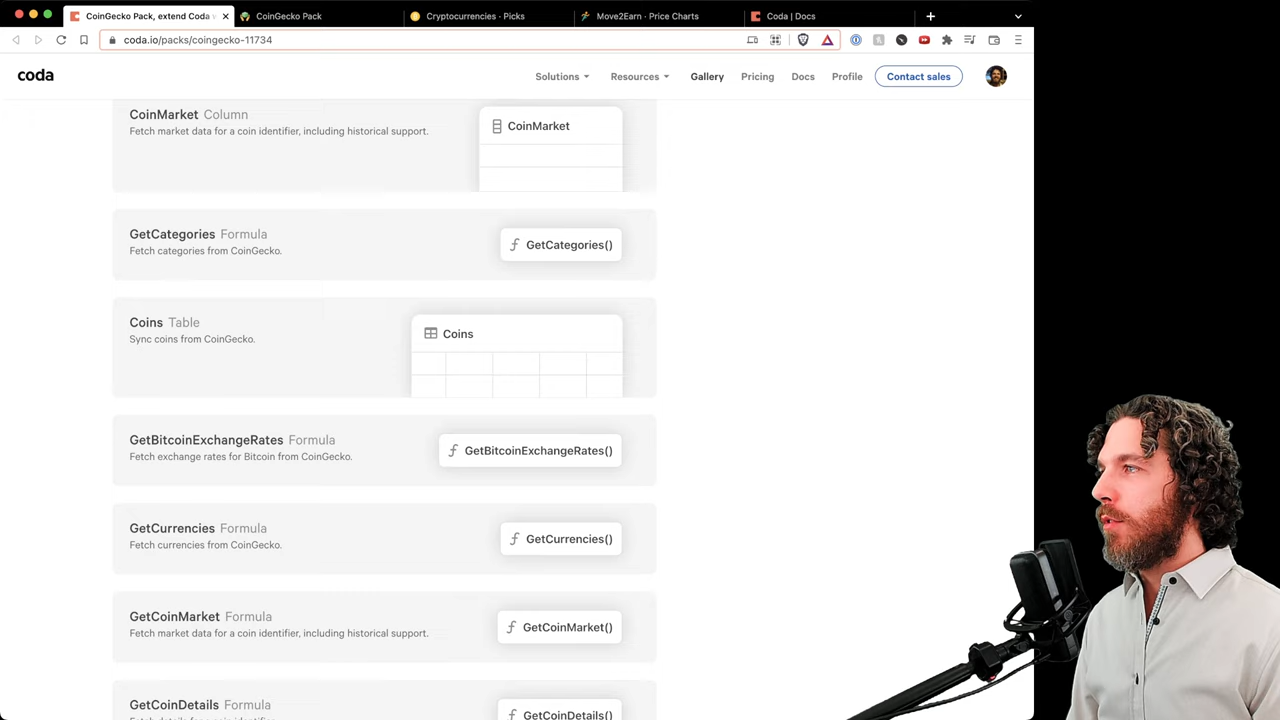 CoinGecko Pack, extend Coda
CoinGecko Pack
Cryptocurrencies - Picks
Move2Earn · Price Charts
Coda | Docs
coda.io/packs/coingecko-11734
coda
Solutions
Resources
Gallery
Pricing
Docs
Profile
Contact sales
CoinMarket Column
Fetch market data for a coin identifier, including historical support.
CoinMarket
GetCategories Formula
Fetch categories from CoinGecko.
GetCategories()
Coins Table
Sync coins from CoinGecko.
Coins
GetBitcoinExchangeRates Formula
Fetch exchange rates for Bitcoin from CoinGecko.
GetBitcoinExchangeRates()
GetCurrencies Formula
Fetch currencies from CoinGecko.
GetCurrencies()
GetCoinMarket Formula
Fetch market data for a coin identifier, including historical support.
GetCoinMarket()
GetCoinDetails Formula
GetCoinDetails()